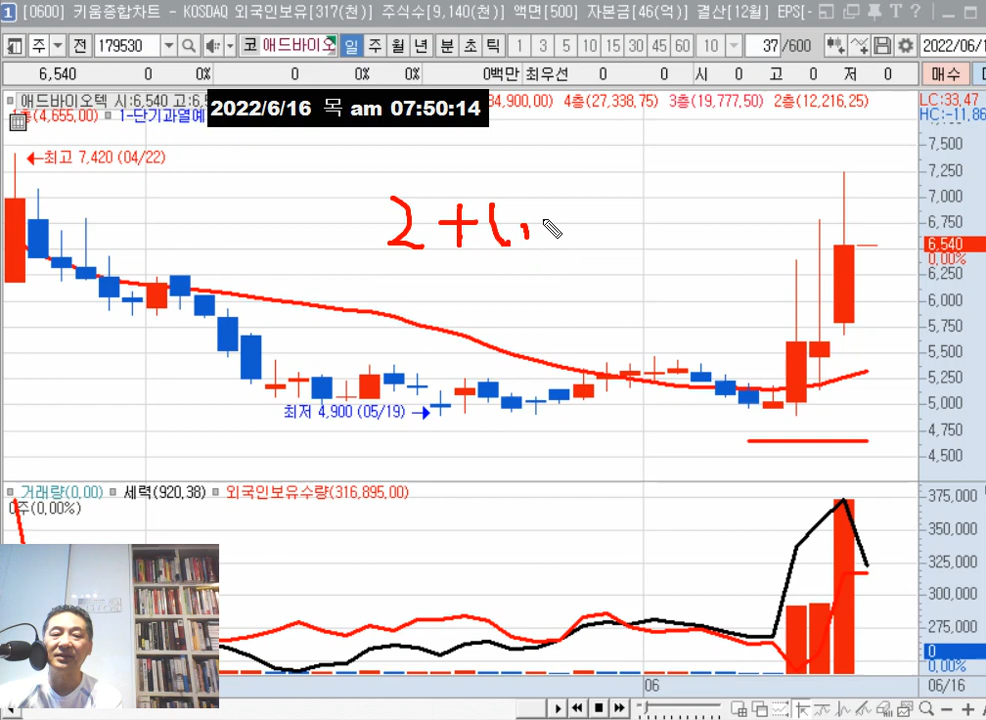 1 [0600] 키움종합차트 - KOSDAQ 외국인보유[317(천)] 주식수[9,140(천)] 액면[500] 자본금[46(억)] 결산[12월] EPS[-
주 전 179530 코 애드바이오 일 주 월 년 분 초 틱 1 3 5 10 15 30 45 60 10 37 /600 2022/06/1
6,540 0 0% 0 0% 0% 0백만 최우선 0 0 시 0 고 0 저 0 매수
애드바이오텍 시:6,540 고:6,5 84,900,00) 4층(27,338,75) 3층(19,777,50) 2층(12,216,25) LC:33,47
층(4,655,00) 1-단기과열예 HC:-11,86
2022/6/16 목 am 07:50:14
7,500
최고 7,420 (04/22)
7,250
7,000
6,750
2 +
6,540
0,00%
6,250
6,000
5,750
5,500
5,250
최저 4,900 (05/19)
5,000
4,750
4,500
거래량(0,00) 세력(920,38) 외국인보유수량(316,895,00)
0주(0,00%)
375,000
350,000
325,000
300,000
275,000
0
0,00%
06 06/16